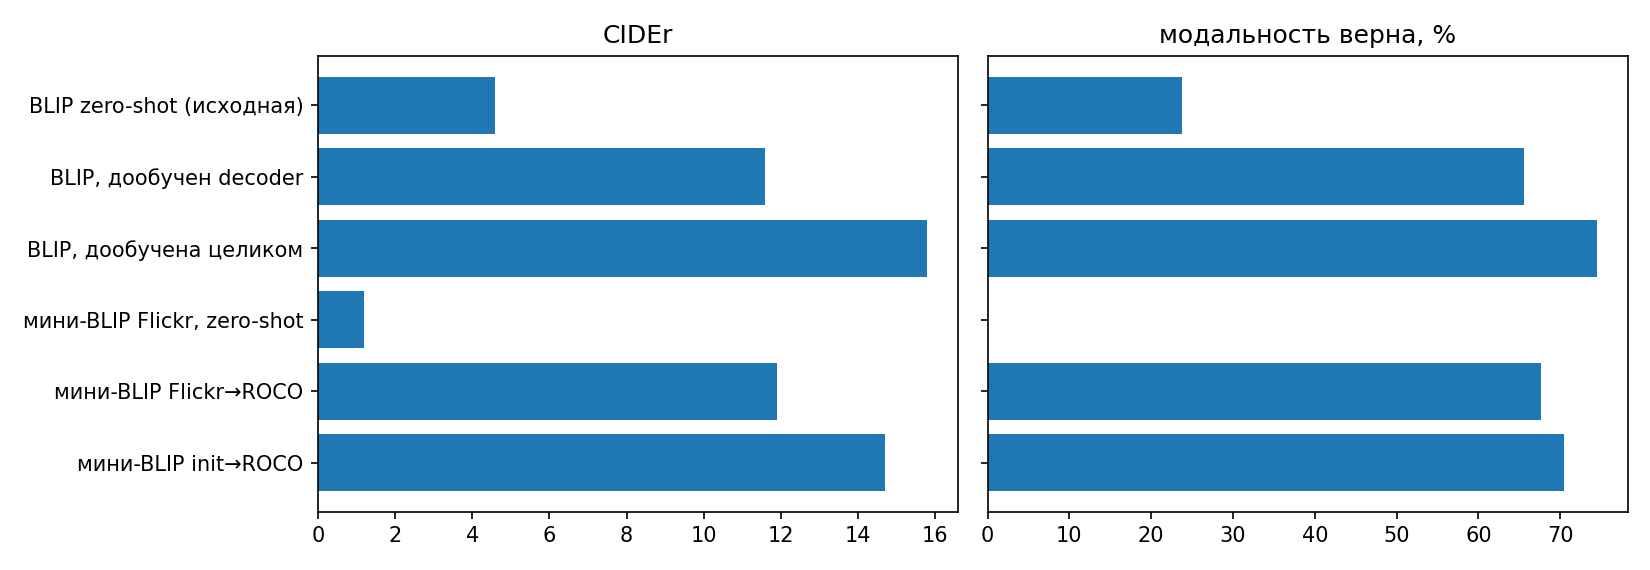 CIDEr
модальность верна, %
BLIP zero-shot (исходная)
BLIP, дообучен decoder
BLIP, дообучена целиком
мини-BLIP Flickr, zero-shot
мини-BLIP Flickr→ROCO
мини-BLIP init→ROCO
0 2 4 6 8 10 12 14 16
0 10 20 30 40 50 60 70